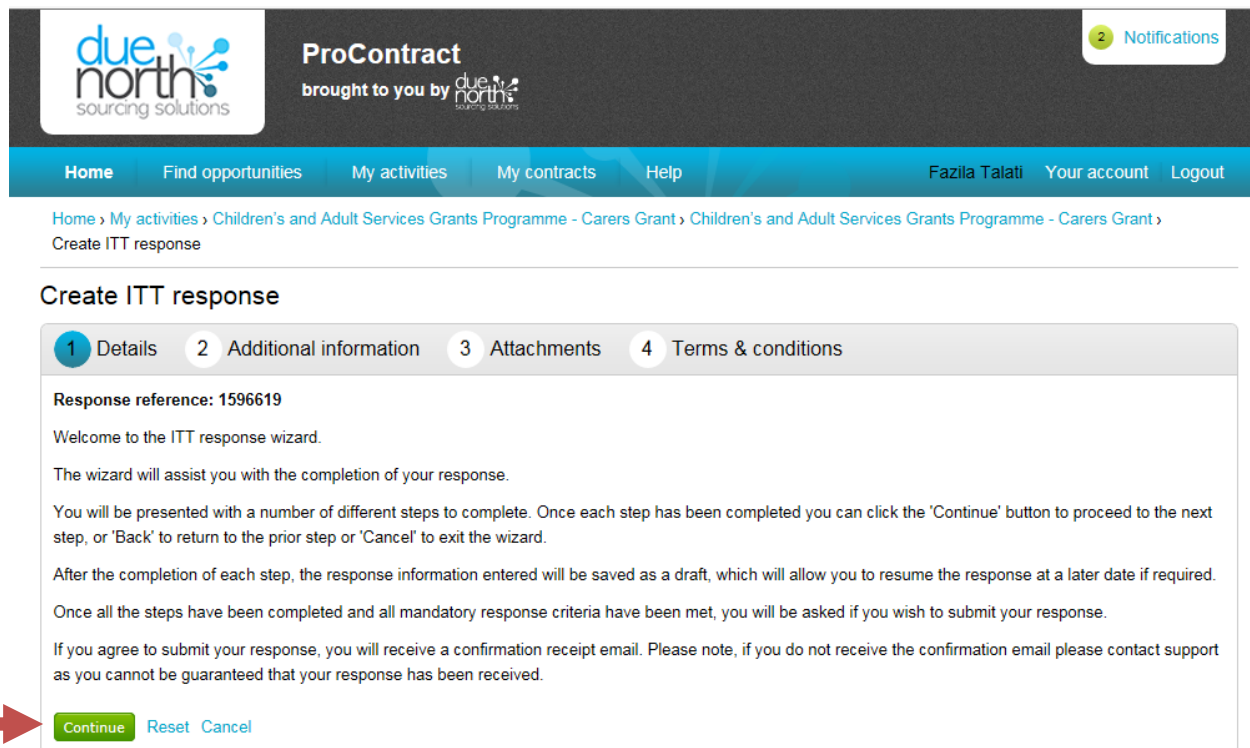 due
north
sourcing solutions
ProContract
brought to you by due north sourcing solutions
2 Notifications
Home Find opportunities My activities My contracts Help Fazila Talati Your account Logout
Home › My activities › Children's and Adult Services Grants Programme - Carers Grant › Children's and Adult Services Grants Programme - Carers Grant ›
Create ITT response
Create ITT response
1 Details 2 Additional information 3 Attachments 4 Terms & conditions
Response reference: 1596619
Welcome to the ITT response wizard.
The wizard will assist you with the completion of your response.
You will be presented with a number of different steps to complete. Once each step has been completed you can click the 'Continue' button to proceed to the next
step, or 'Back' to return to the prior step or 'Cancel' to exit the wizard.
After the completion of each step, the response information entered will be saved as a draft, which will allow you to resume the response at a later date if required.
Once all the steps have been completed and all mandatory response criteria have been met, you will be asked if you wish to submit your response.
If you agree to submit your response, you will receive a confirmation receipt email. Please note, if you do not receive the confirmation email please contact support
as you cannot be guaranteed that your response has been received.
Continue Reset Cancel